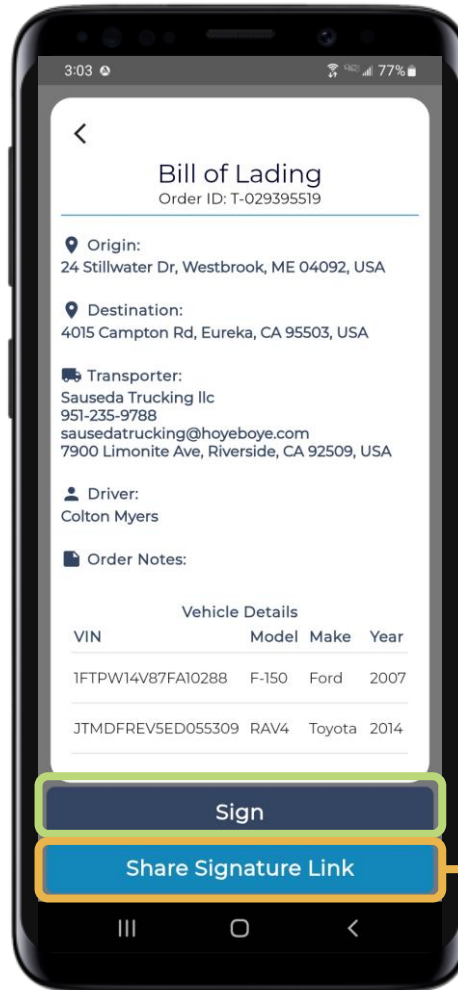 3:03 77%
Bill of Lading
Order ID: T-029395519
Origin:
24 Stillwater Dr, Westbrook, ME 04092, USA
Destination:
4015 Campton Rd, Eureka, CA 95503, USA
Transporter:
Sauseda Trucking llc
951-235-9788
sausedatrucking@hoyeboye.com
7900 Limonite Ave, Riverside, CA 92509, USA
Driver:
Colton Myers
Order Notes:
Vehicle Details
VIN Model Make Year
1FTPW14V87FA10288 F-150 Ford 2007
JTMDFREV5ED055309 RAV4 Toyota 2014
Sign
Share Signature Link